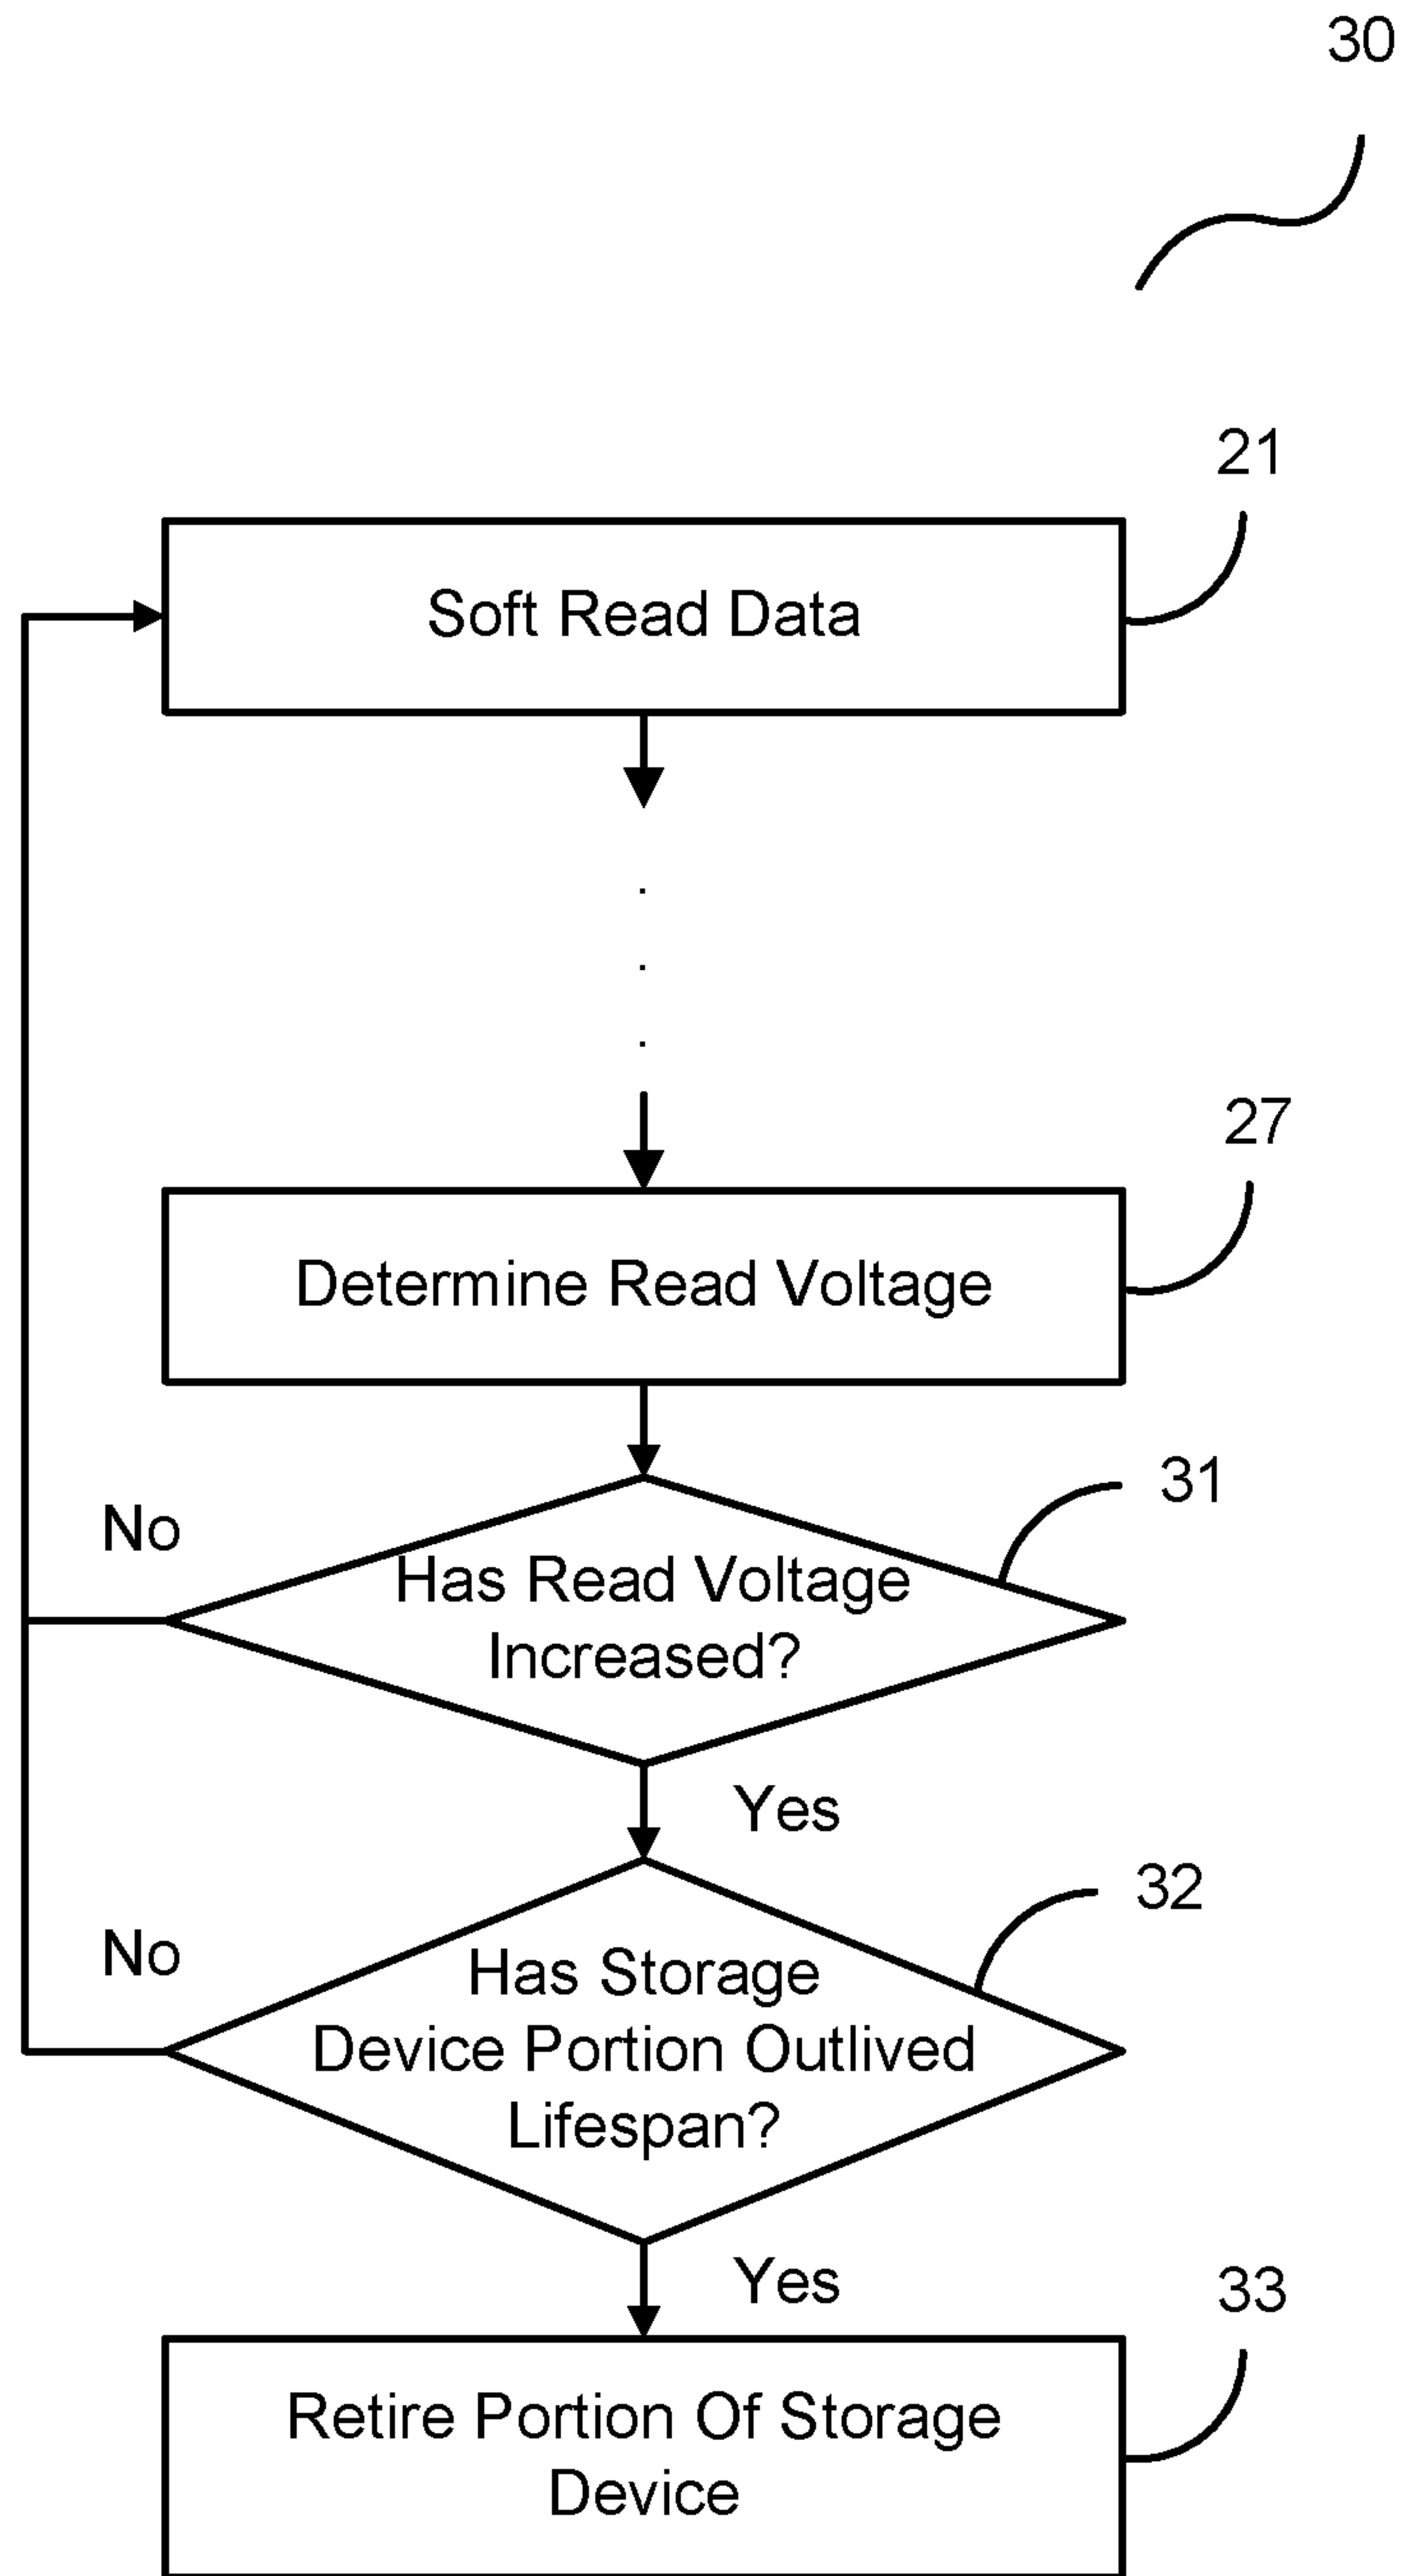 30
21
Soft Read Data
.
.
.
27
Determine Read Voltage
31
No
Has Read Voltage
Increased?
Yes
32
No
Has Storage
Device Portion Outlived
Lifespan?
Yes
33
Retire Portion Of Storage
Device